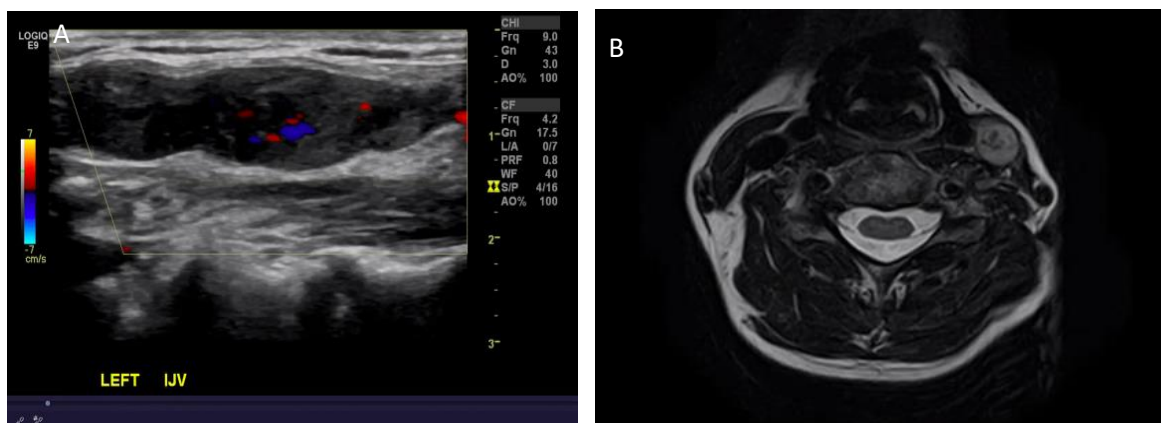 A
LOGIQ
E9
CHI
Frq 9.0
Gn 43
D 3.0
AO% 100
CF
Frq 4.2
Gn 17.5
L/A 0/7
PRF 0.8
WF 40
S/P 4/16
AO% 100
7
-7
cm/s
1
2
3
LEFT IJV
B